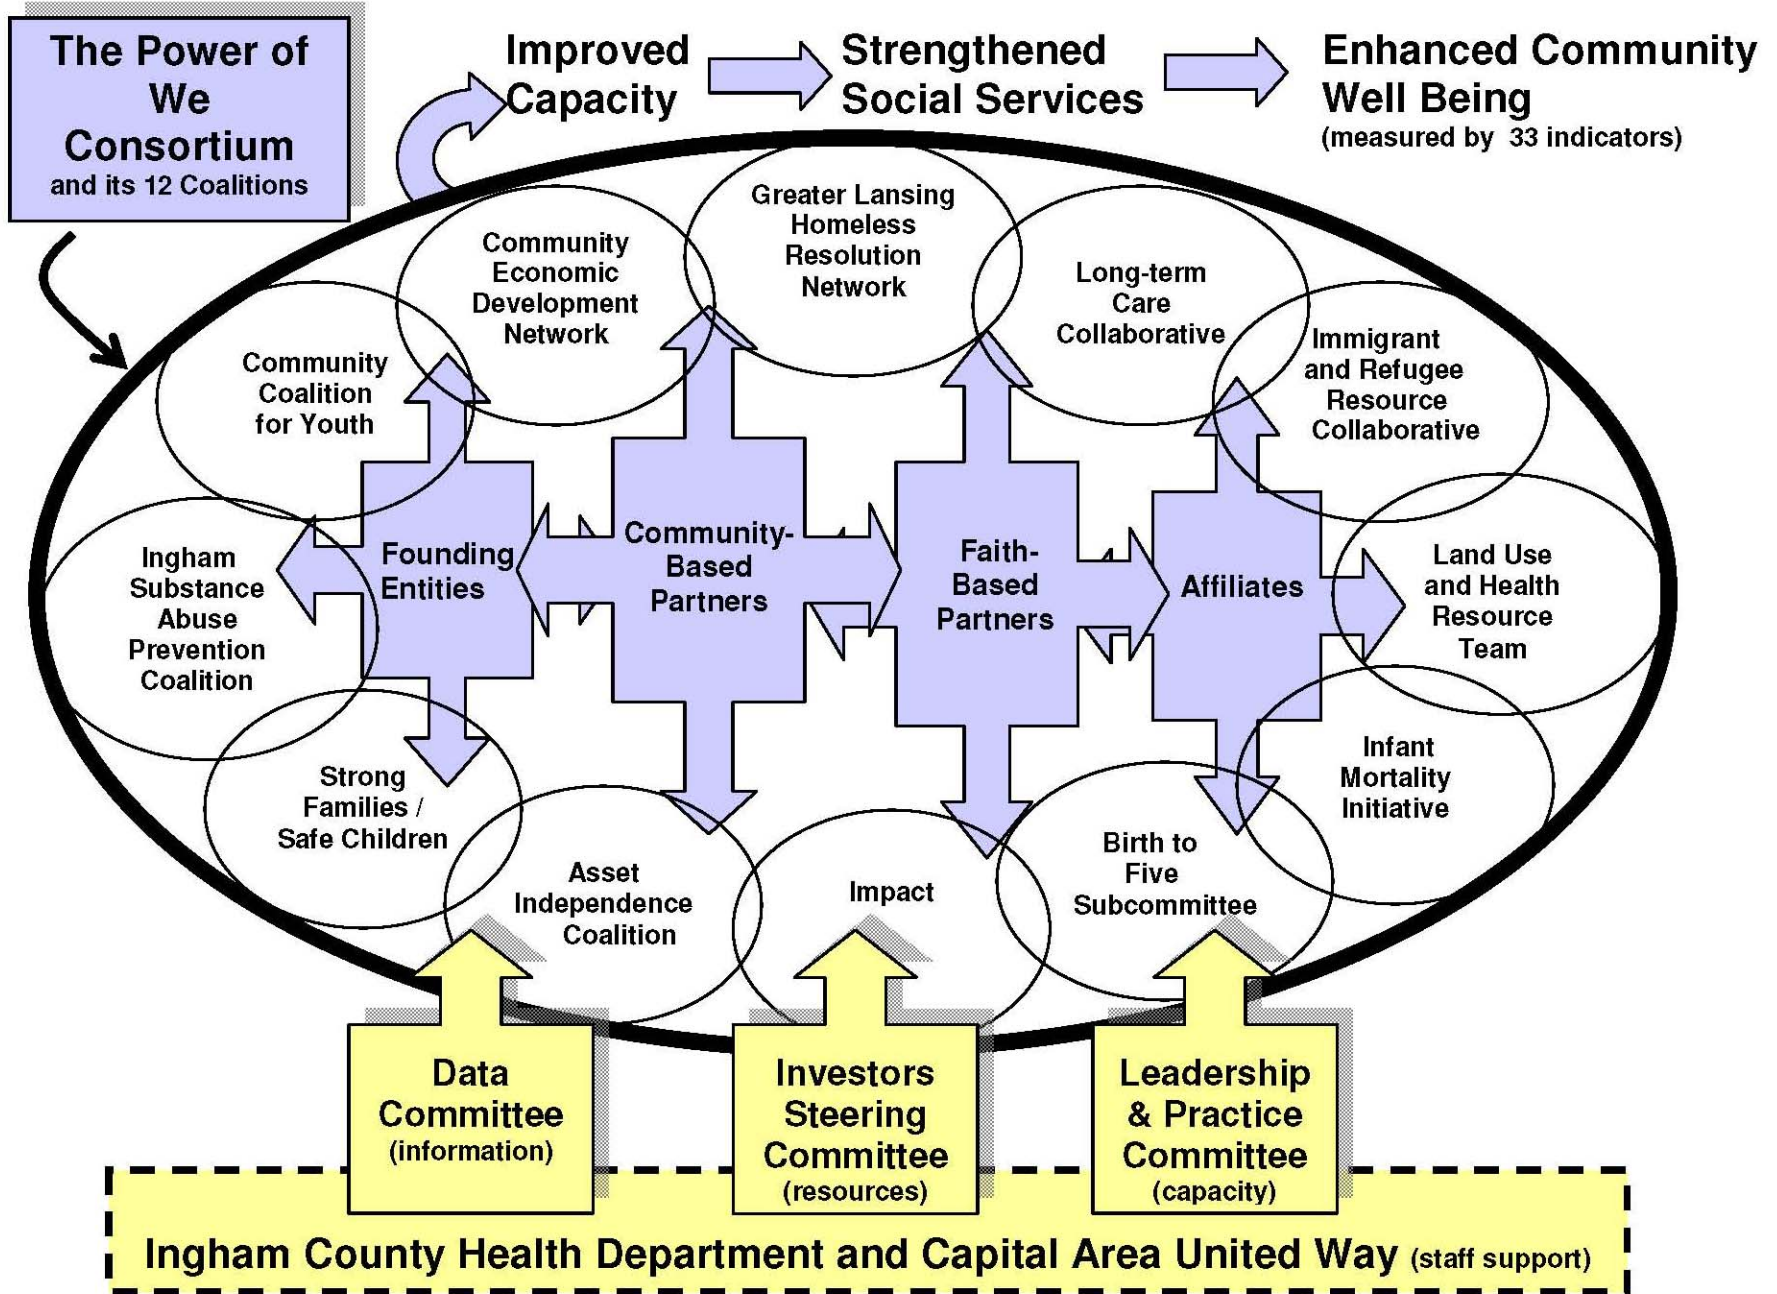 The Power of
We
Consortium
and its 12 Coalitions
Improved
Capacity
Strengthened
Social Services
Enhanced Community
Well Being
(measured by 33 indicators)
Greater Lansing
Homeless
Resolution
Network
Community
Economic
Development
Network
Long-term
Care
Collaborative
Community
Coalition
for Youth
Immigrant
and Refugee
Resource
Collaborative
Ingham
Substance
Abuse
Prevention
Coalition
Founding
Entities
Community-
Based
Partners
Faith-
Based
Partners
Affiliates
Land Use
and Health
Resource
Team
Strong
Families /
Safe Children
Asset
Independence
Coalition
Impact
Birth to
Five
Subcommittee
Infant
Mortality
Initiative
Data
Committee
(information)
Investors
Steering
Committee
(resources)
Leadership
& Practice
Committee
(capacity)
Ingham County Health Department and Capital Area United Way (staff support)